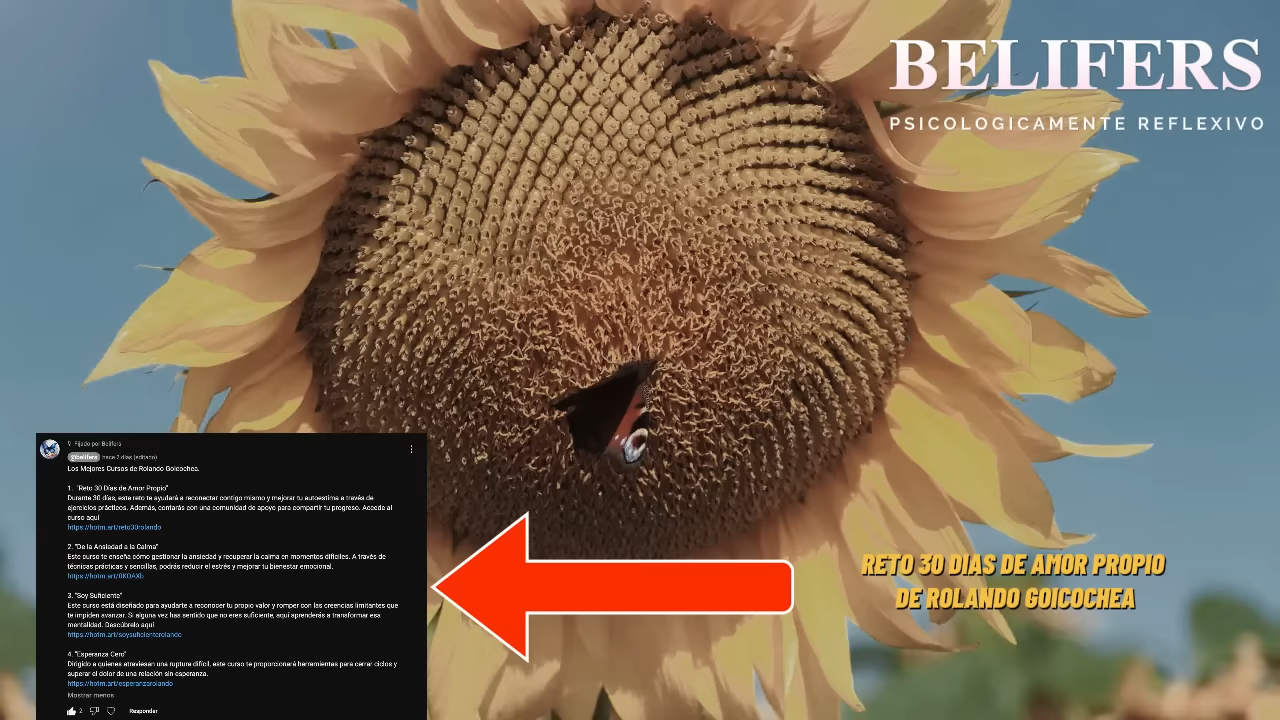 BELIFERS
PSICOLOGICAMENTE REFLEXIVO
Fijado por Belifers
@belifers hace 2 días (editado)
Los Mejores Cursos de Rolando Goicochea.
1. "Reto 30 Días de Amor Propio"
Durante 30 días, este reto te ayudará a reconectar contigo mismo y mejorar tu autoestima a través de
ejercicios prácticos. Además, contarás con una comunidad de apoyo para compartir tu progreso. Accede al
curso aquí
https://hotm.art/reto30rolando
2. "De la Ansiedad a la Calma"
Este curso te enseña cómo gestionar la ansiedad y recuperar la calma en momentos difíciles. A través de
técnicas prácticas y sencillas, podrás reducir el estrés y mejorar tu bienestar emocional.
https://hotm.art/0KOAXb
3. "Soy Suficiente"
Este curso está diseñado para ayudarte a reconocer tu propio valor y romper con las creencias limitantes que
te impiden avanzar. Si alguna vez has sentido que no eres suficiente, aquí aprenderás a transformar esa
mentalidad. Descúbrelo aquí
https://hotm.art/soysuficienterolando
4. "Esperanza Cero"
Dirigido a quienes atraviesan una ruptura difícil, este curso te proporcionará herramientas para cerrar ciclos y
superar el dolor de una relación sin esperanza.
https://hotm.art/esperanzarolando
Mostrar menos
2 Responder
RETO 30 DIAS DE AMOR PROPIO
DE ROLANDO GOICOCHEA